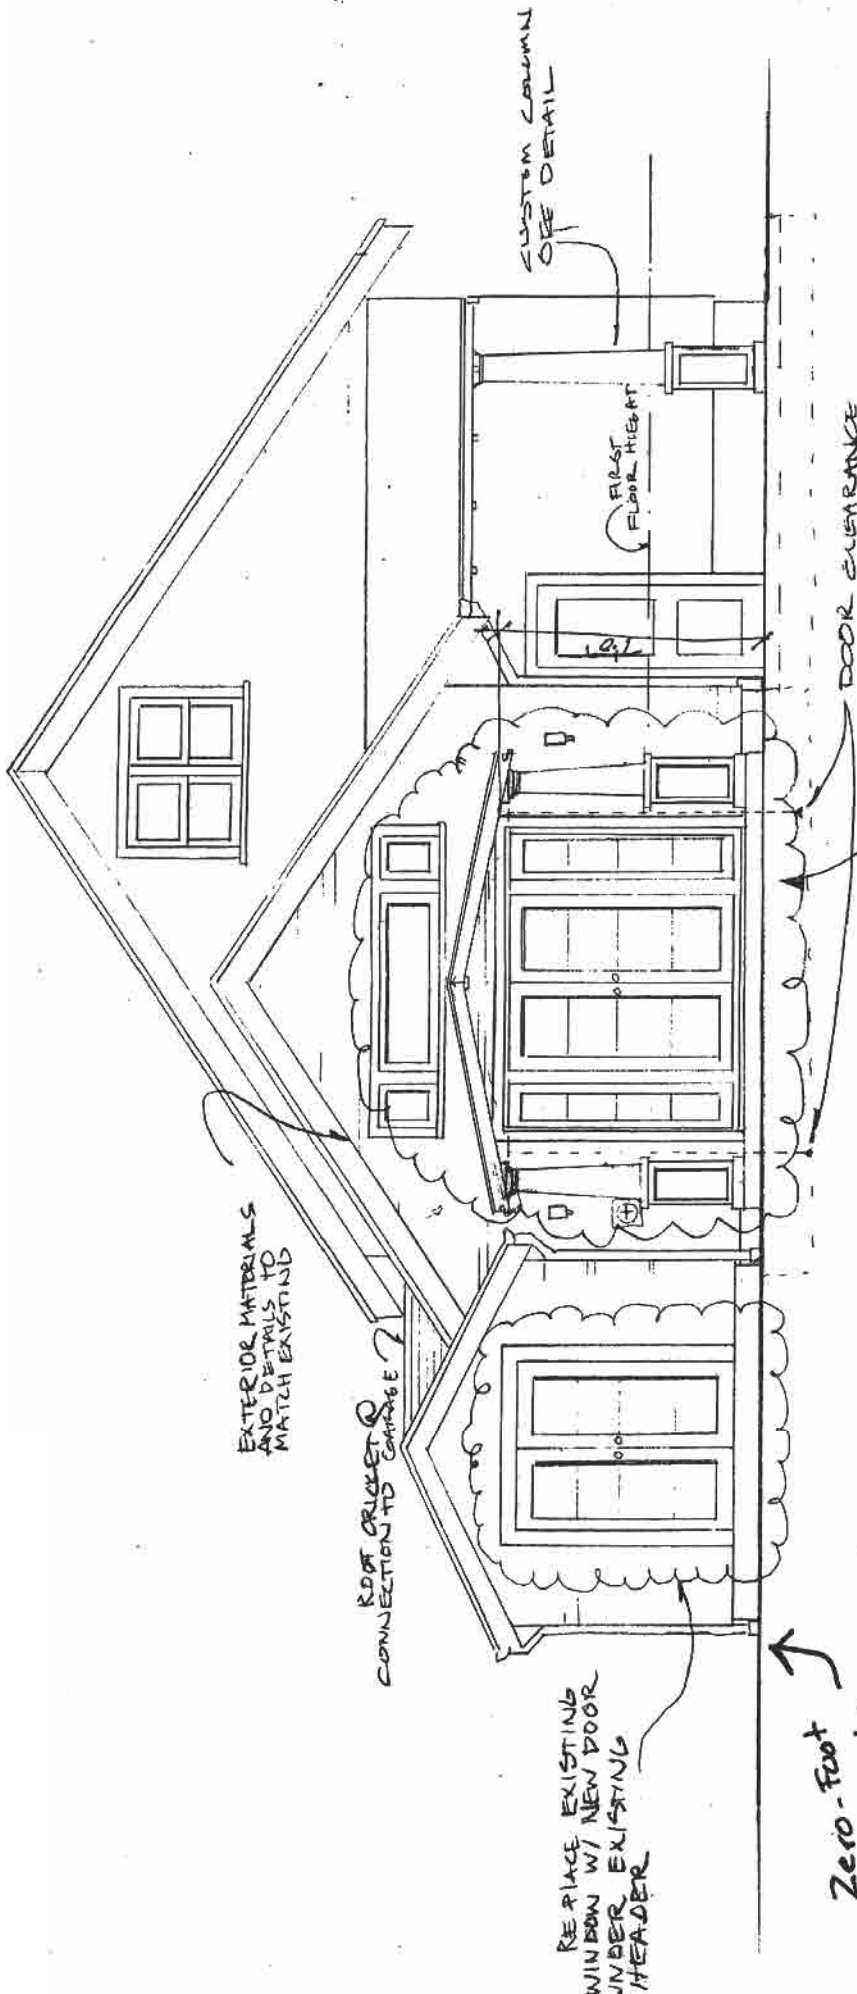 EXTERIOR MATERIALS
AND DETAILS TO
MATCH EXISTING
ROOF CRICKET @
CONNECTION TO GARAGE
REPLACE EXISTING
WINDOW W/ NEW DOOR
UNDER EXISTING
HEADER
Zero-Foot
CUSTOM COLUMN
SEE DETAIL
FIRST
FLOOR HIEGHT
DOOR CLEARANCE